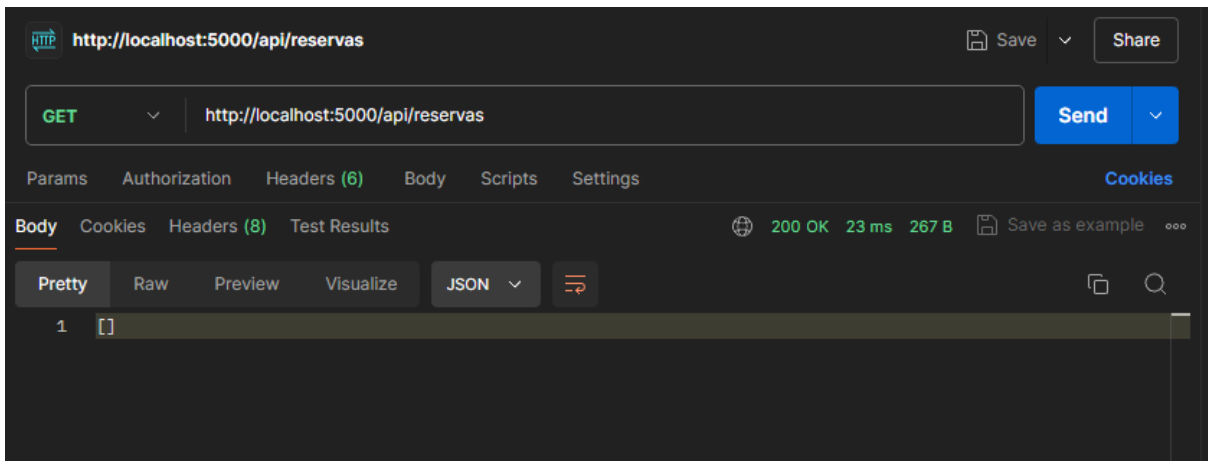 HTTP http://localhost:5000/api/reservas Save Share
GET http://localhost:5000/api/reservas Send
Params Authorization Headers (6) Body Scripts Settings Cookies
Body Cookies Headers (8) Test Results 200 OK 23 ms 267 B Save as example
Pretty Raw Preview Visualize JSON
1 []